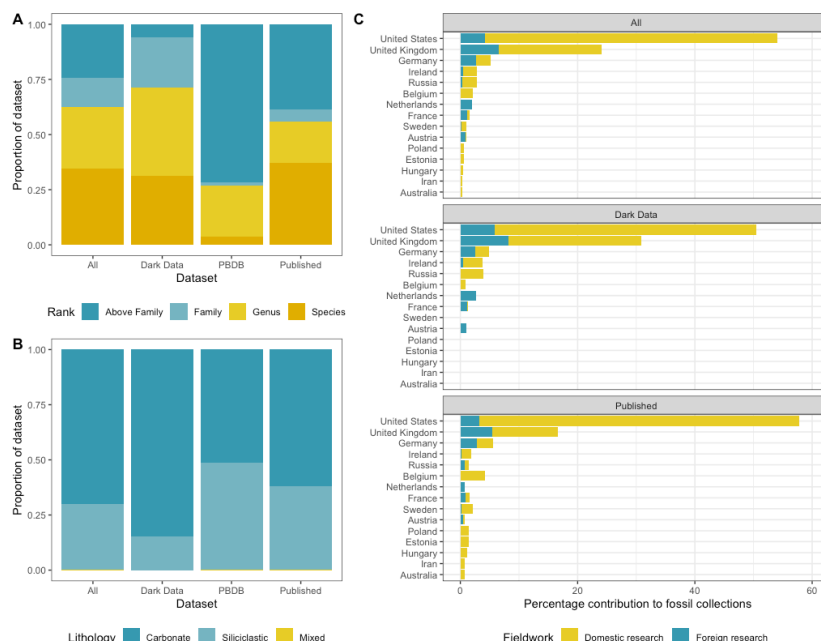 A
1.00
0.75
0.50
0.25
0.00
Proportion of dataset
All Dark Data PBDB Published
Dataset
Rank Above Family Family Genus Species
B
1.00
0.75
0.50
0.25
0.00
Proportion of dataset
All Dark Data PBDB Published
Dataset
Lithology Carbonate Siliciclastic Mixed
C
All
United States
United Kingdom
Germany
Ireland
Russia
Belgium
Netherlands
France
Sweden
Austria
Poland
Estonia
Hungary
Iran
Australia
Dark Data
United States
United Kingdom
Germany
Ireland
Russia
Belgium
Netherlands
France
Sweden
Austria
Poland
Estonia
Hungary
Iran
Australia
Published
United States
United Kingdom
Germany
Ireland
Russia
Belgium
Netherlands
France
Sweden
Austria
Poland
Estonia
Hungary
Iran
Australia
0 20 40 60
Percentage contribution to fossil collections
Fieldwork Domestic research Foreign research